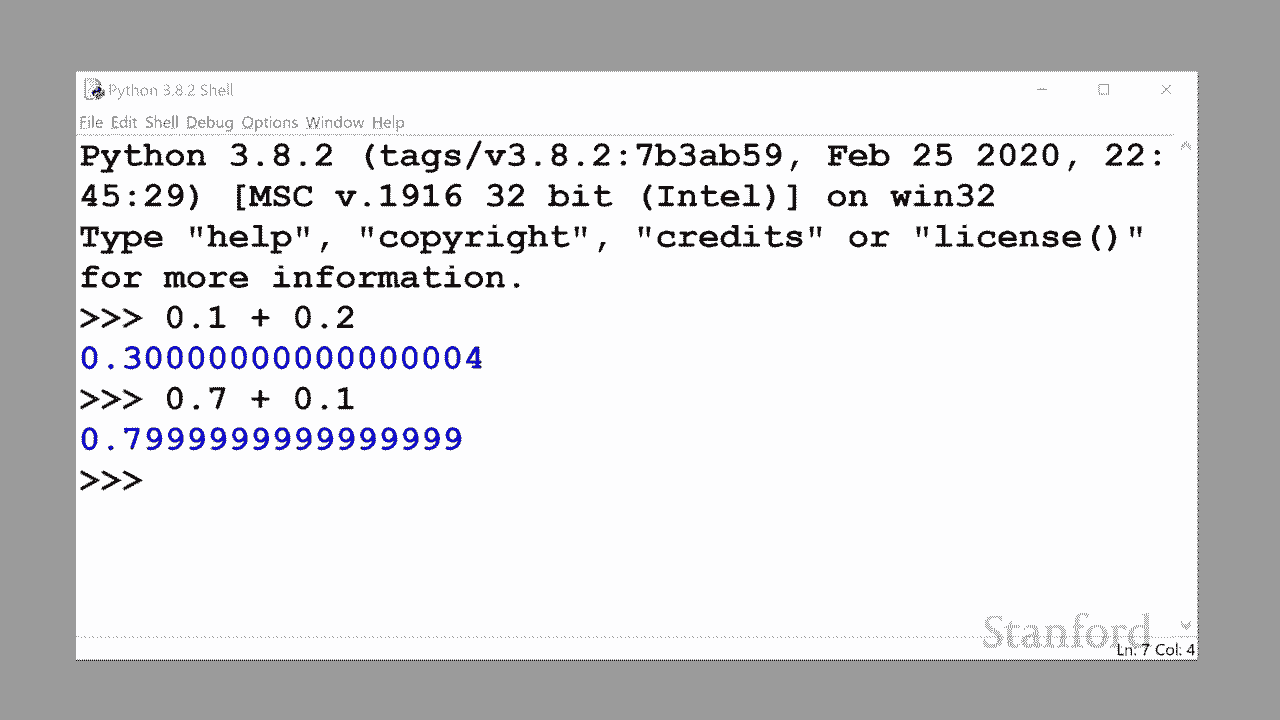 Python 3.8.2 Shell
File Edit Shell Debug Options Window Help
Python 3.8.2 (tags/v3.8.2:7b3ab59, Feb 25 2020, 22:
45:29) [MSC v.1916 32 bit (Intel)] on win32
Type "help", "copyright", "credits" or "license()"
for more information.
>>> 0.1 + 0.2
0.30000000000000004
>>> 0.7 + 0.1
0.7999999999999999
>>>
Stanford
Ln: 7 Col: 4